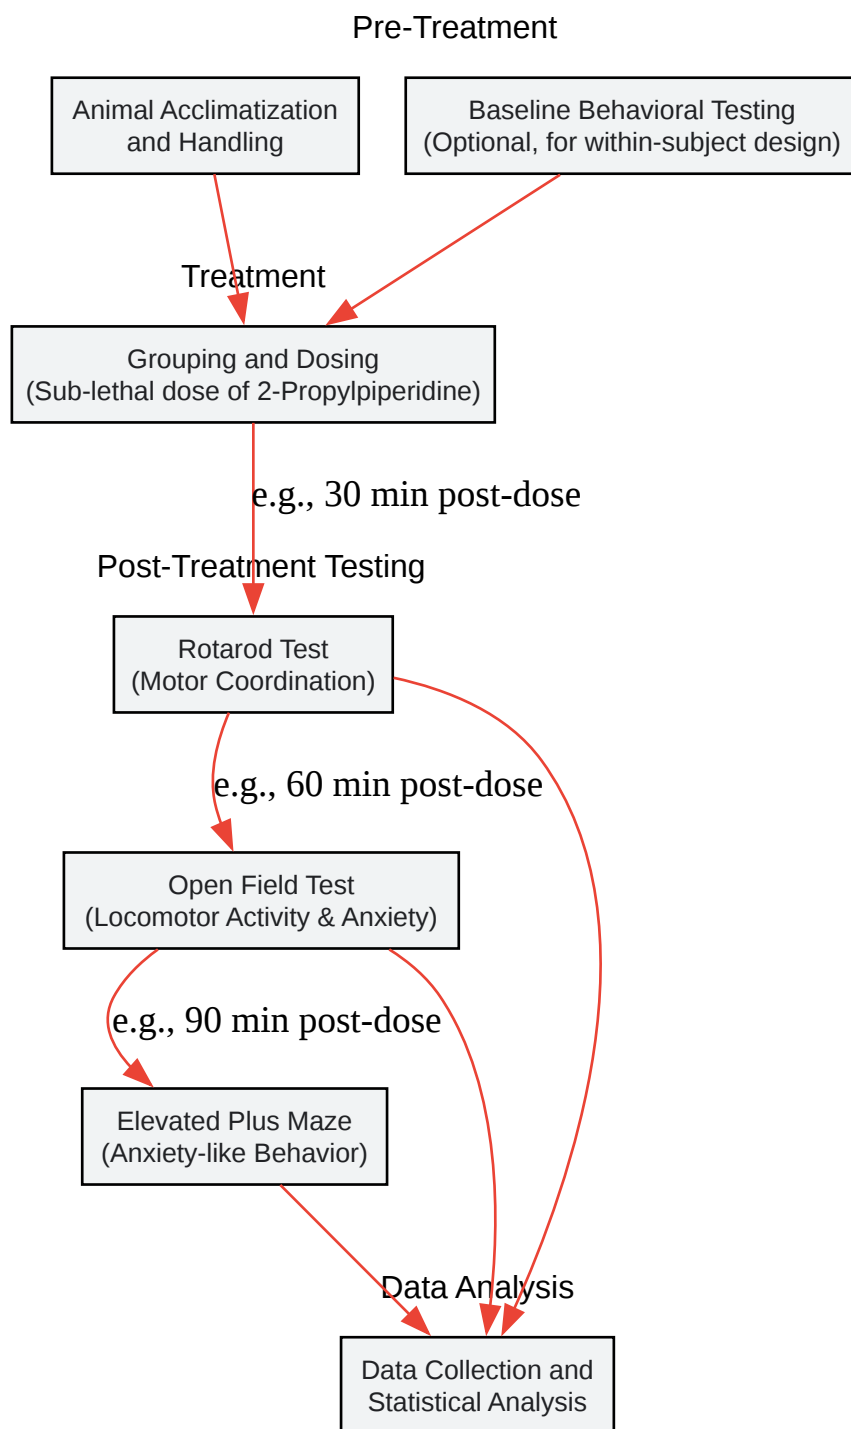 Pre-Treatment
Animal Acclimatization
and Handling
Baseline Behavioral Testing
(Optional, for within-subject design)
Treatment
Grouping and Dosing
(Sub-lethal dose of 2-Propylpiperidine)
e.g., 30 min post-dose
Post-Treatment Testing
Rotarod Test
(Motor Coordination)
e.g., 60 min post-dose
Open Field Test
(Locomotor Activity & Anxiety)
e.g., 90 min post-dose
Elevated Plus Maze
(Anxiety-like Behavior)
Data Analysis
Data Collection and
Statistical Analysis